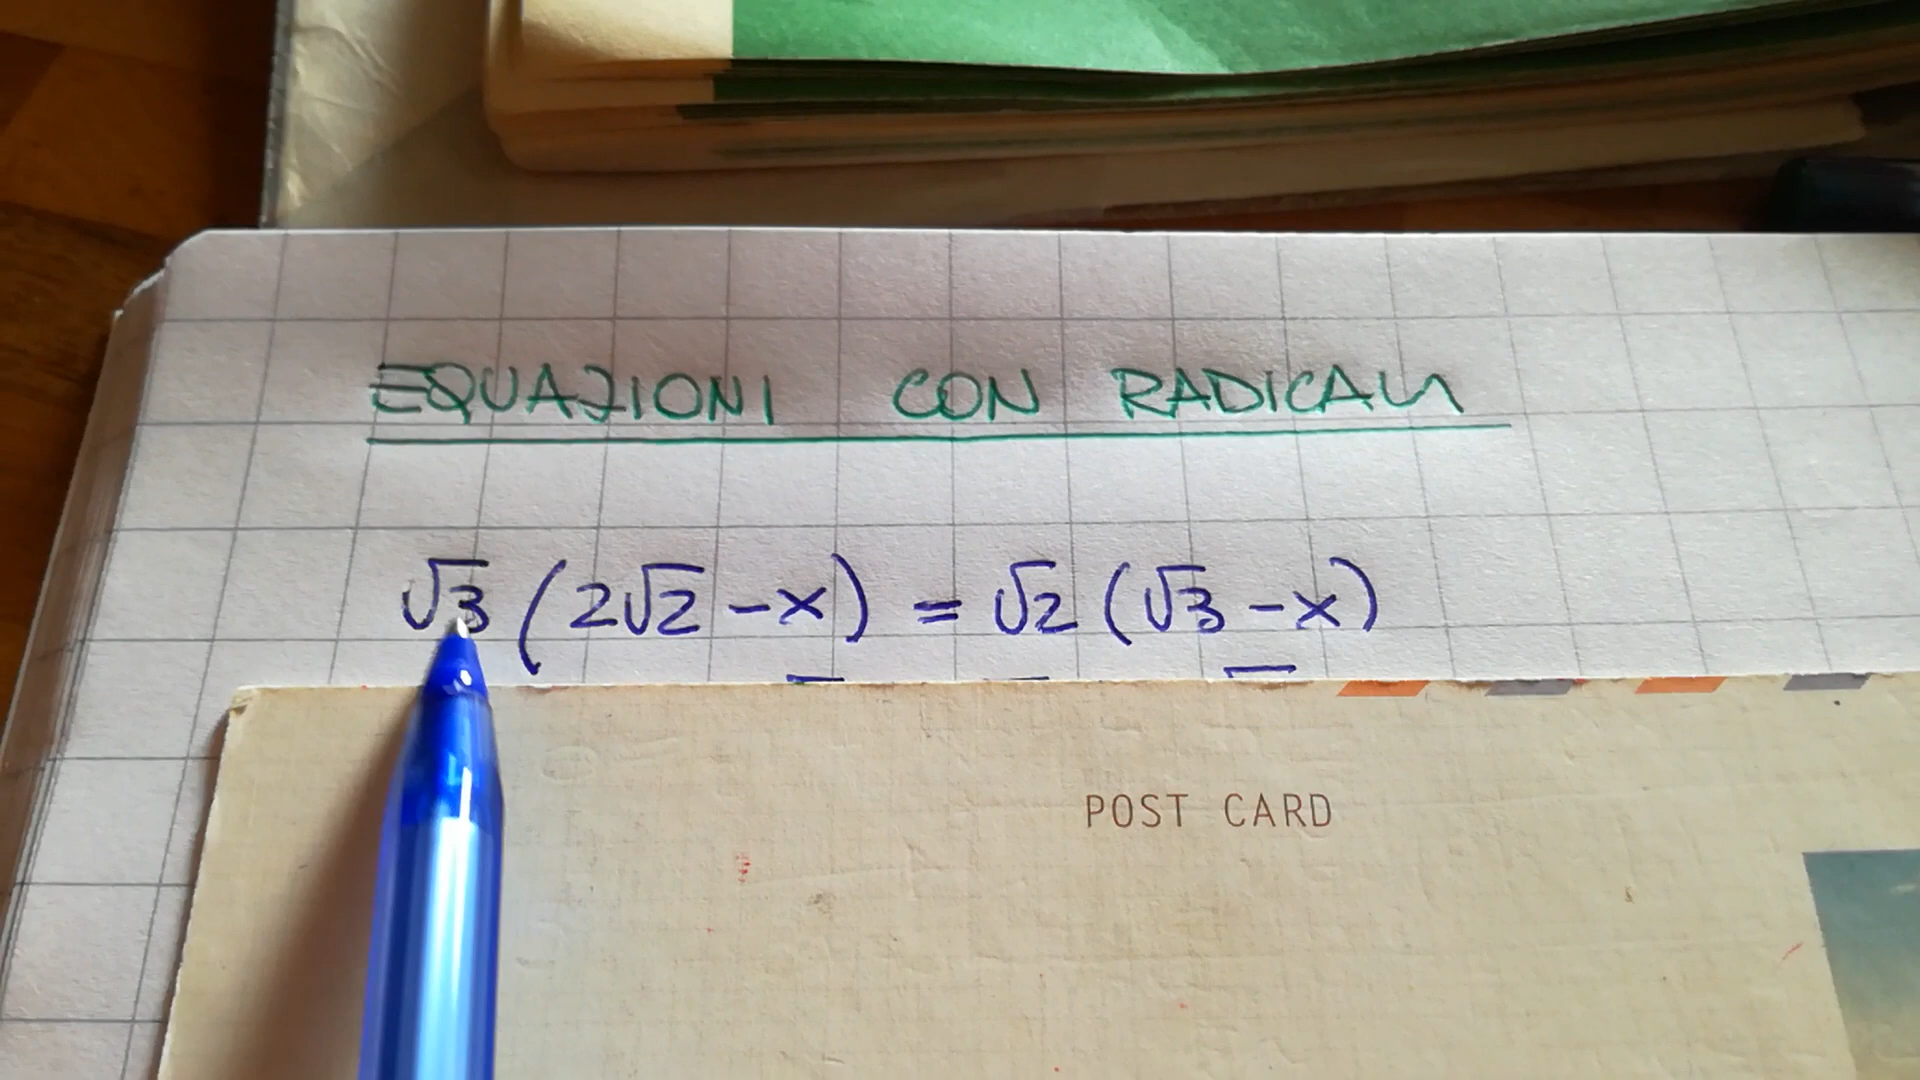 EQUAZIONI CON RADICALI
√3 (2√2 - x) = √2 (√3 - x)
POST CARD